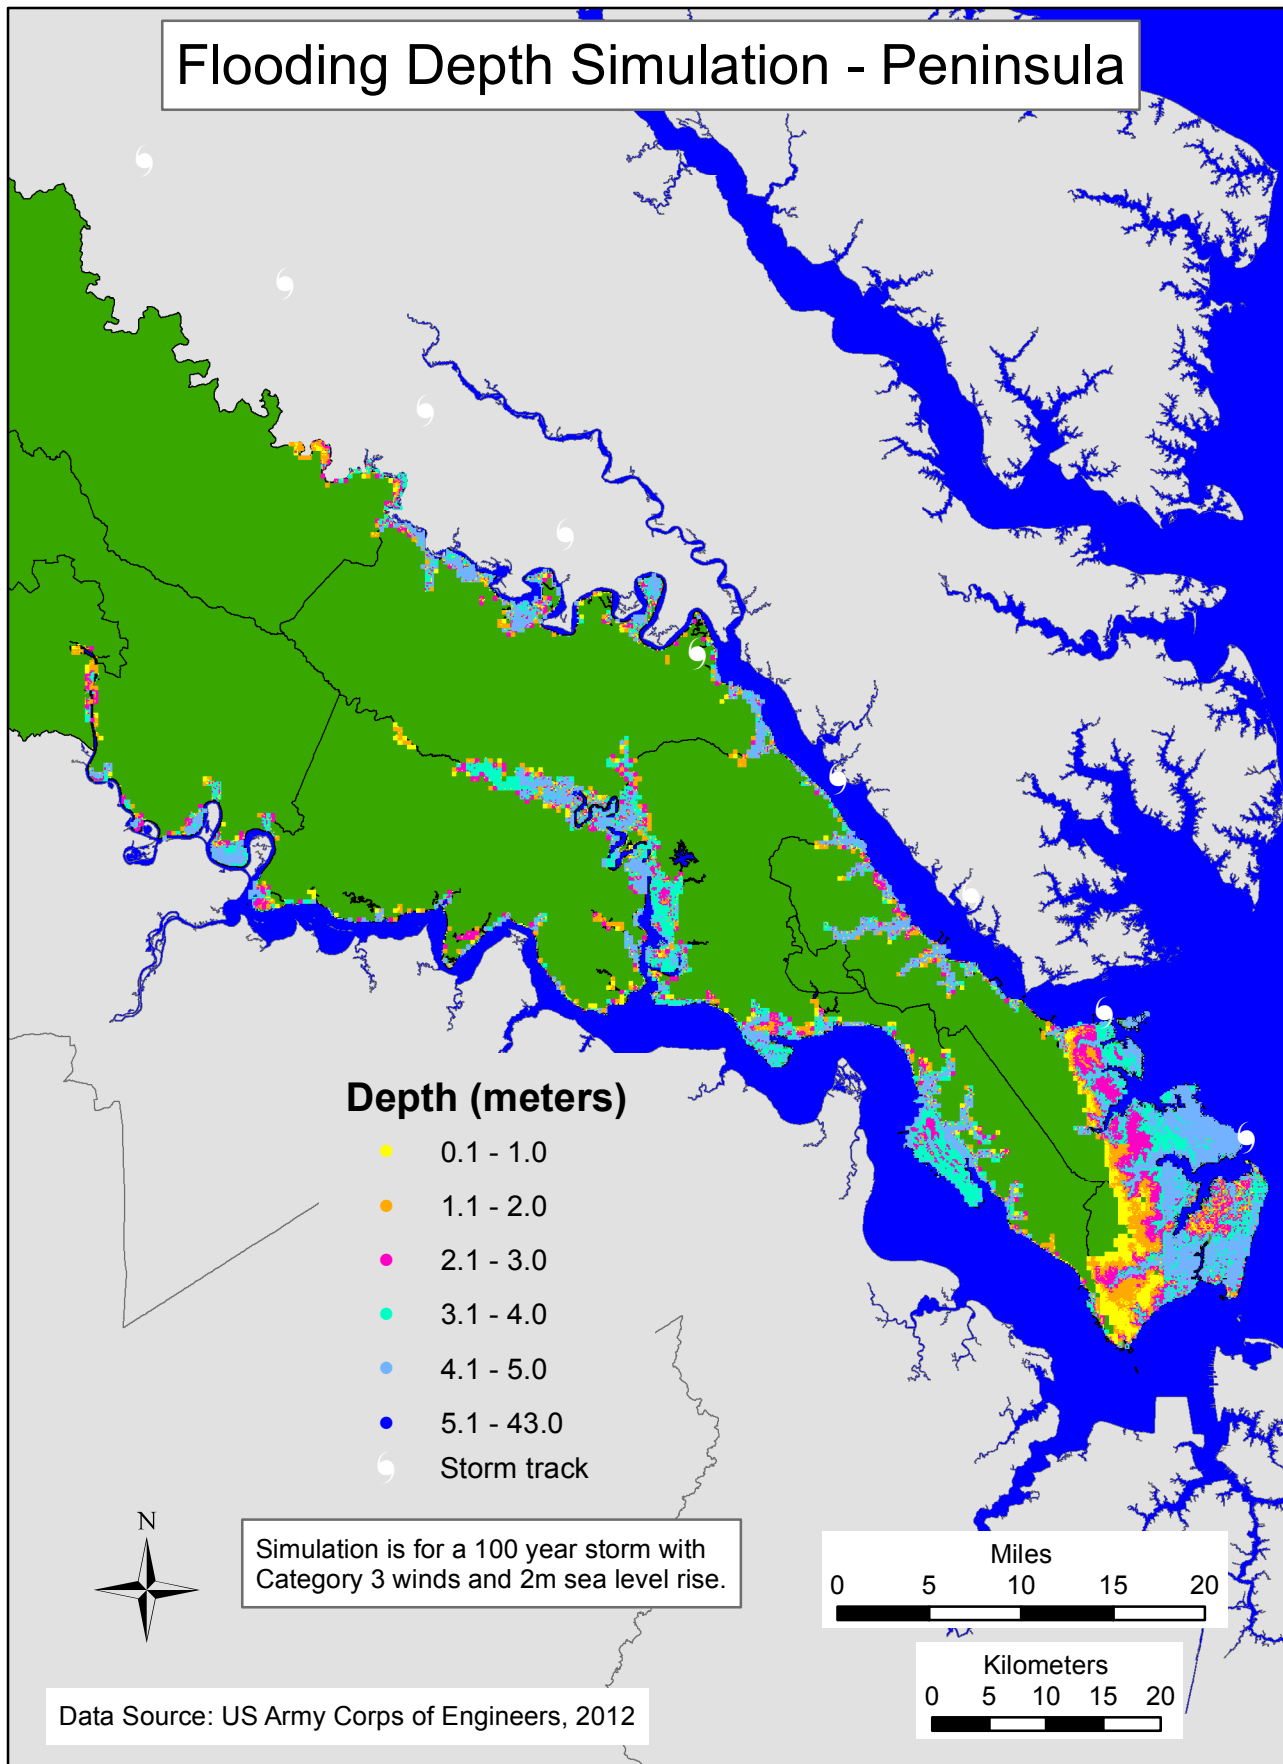 Flooding Depth Simulation - Peninsula
Depth (meters)
0.1 - 1.0
1.1 - 2.0
2.1 - 3.0
3.1 - 4.0
4.1 - 5.0
5.1 - 43.0
Storm track
N
Simulation is for a 100 year storm with
Category 3 winds and 2m sea level rise.
Miles
0 5 10 15 20
Kilometers
0 5 10 15 20
Data Source: US Army Corps of Engineers, 2012